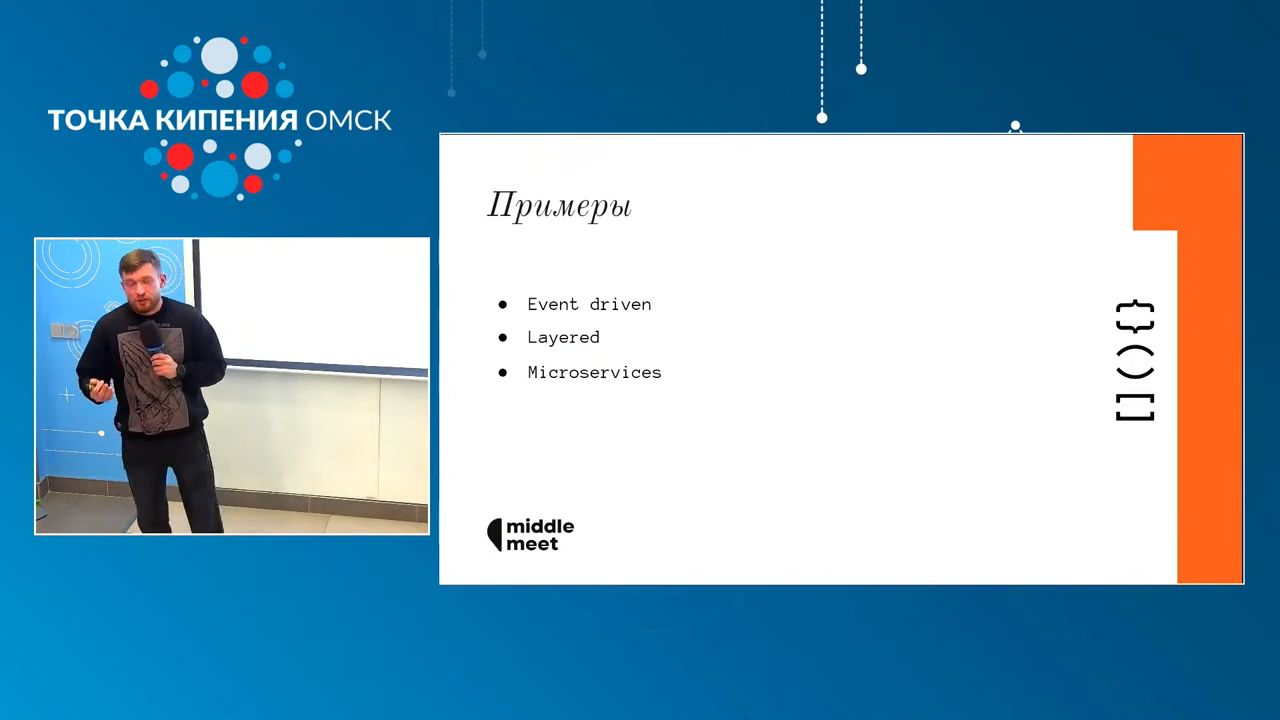 ТОЧКА КИПЕНИЯ ОМСК
Примеры
● Event driven
● Layered
● Microservices
middle
meet